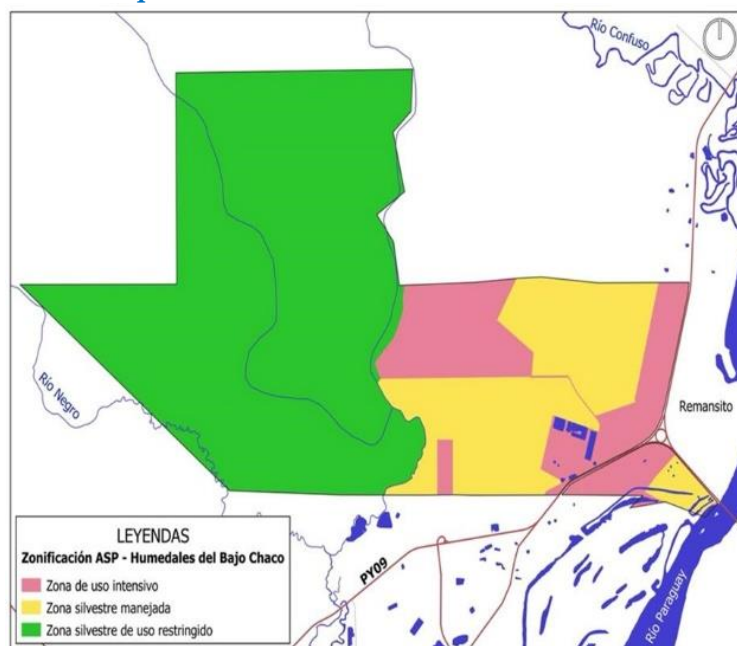 Río Confuso
Río Negro
Remansito
PY09
Río Paraguay
LEYENDAS
Zonificación ASP - Humedales del Bajo Chaco
Zona de uso intensivo
Zona silvestre manejada
Zona silvestre de uso restringido